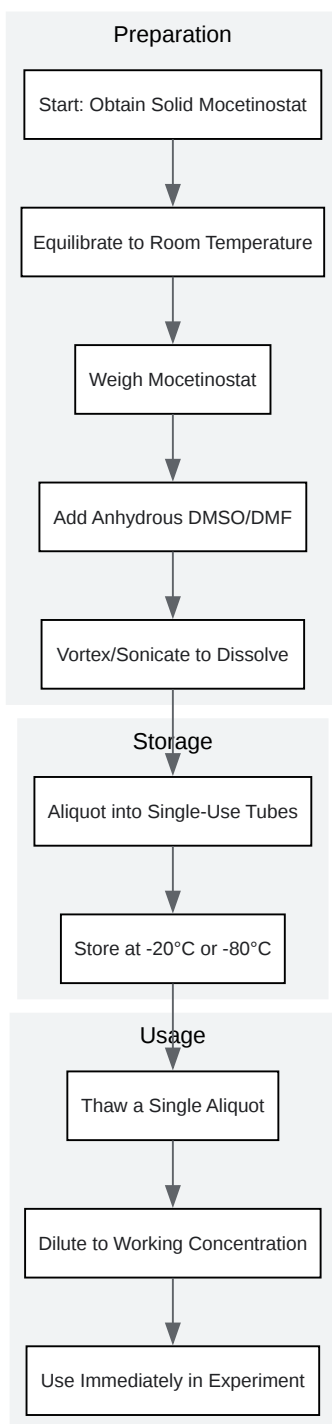 Preparation
Start: Obtain Solid Mocetinostat
Equilibrate to Room Temperature
Weigh Mocetinostat
Add Anhydrous DMSO/DMF
Vortex/Sonicate to Dissolve
Storage
Aliquot into Single-Use Tubes
Store at -20°C or -80°C
Usage
Thaw a Single Aliquot
Dilute to Working Concentration
Use Immediately in Experiment